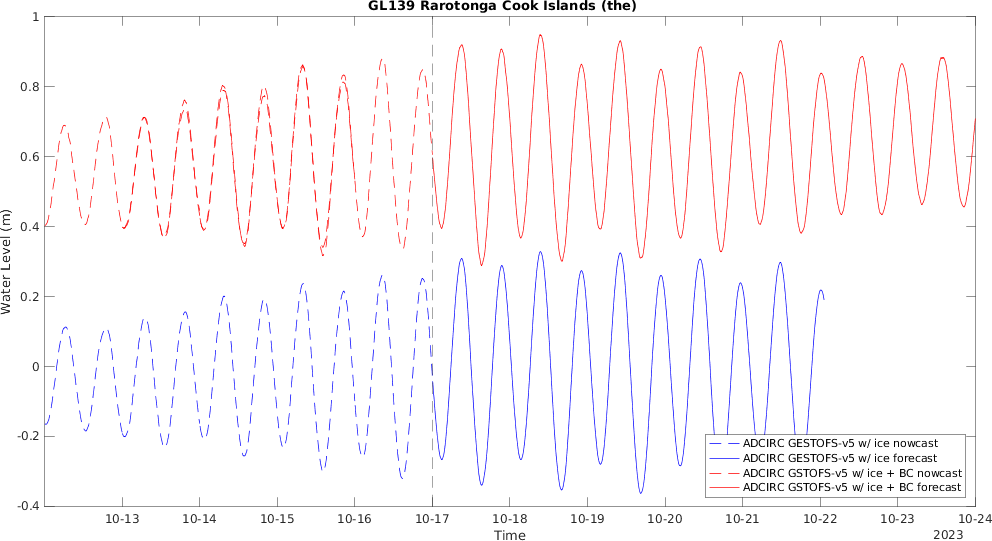 GL139 Rarotonga Cook Islands (the)
1
0.8
0.6
0.4
0.2
0
-0.2
-0.4
Water Level (m)
10-13 10-14 10-15 10-16 10-17 10-18 10-19 10-20 10-21 10-22 10-23 10-24
Time
2023
ADCIRC GESTOFS-v5 w/ ice nowcast
ADCIRC GESTOFS-v5 w/ ice forecast
ADCIRC GSTOFS-v5 w/ ice + BC nowcast
ADCIRC GSTOFS-v5 w/ ice + BC forecast